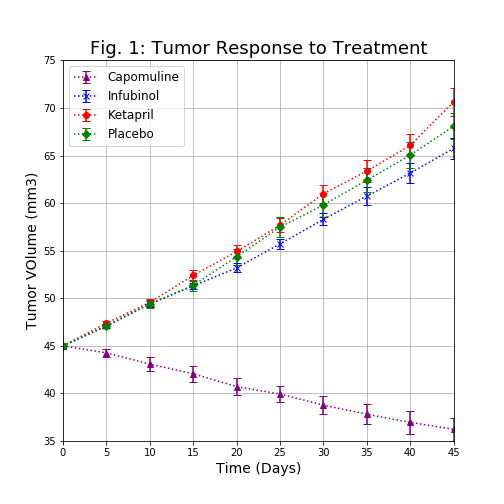 Fig. 1: Tumor Response to Treatment
Capomuline
Infubinol
Ketapril
Placebo
Tumor VOlume (mm3)
75
70
65
60
55
50
45
40
35
0 5 10 15 20 25 30 35 40 45
Time (Days)